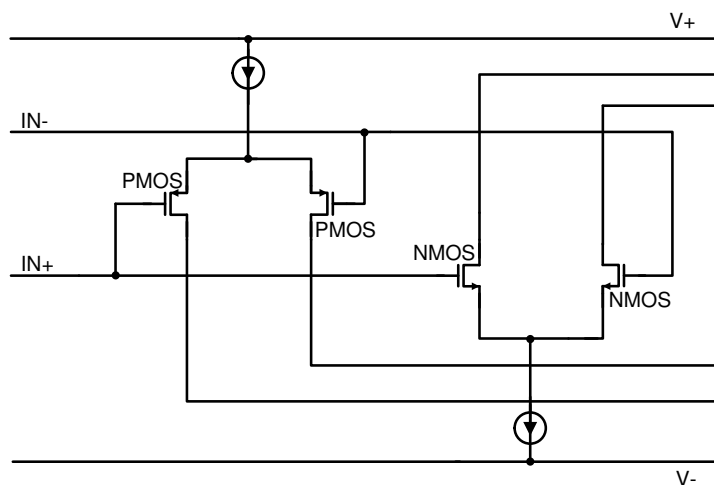 V+
IN-
PMOS
PMOS
NMOS
IN+
NMOS
V-